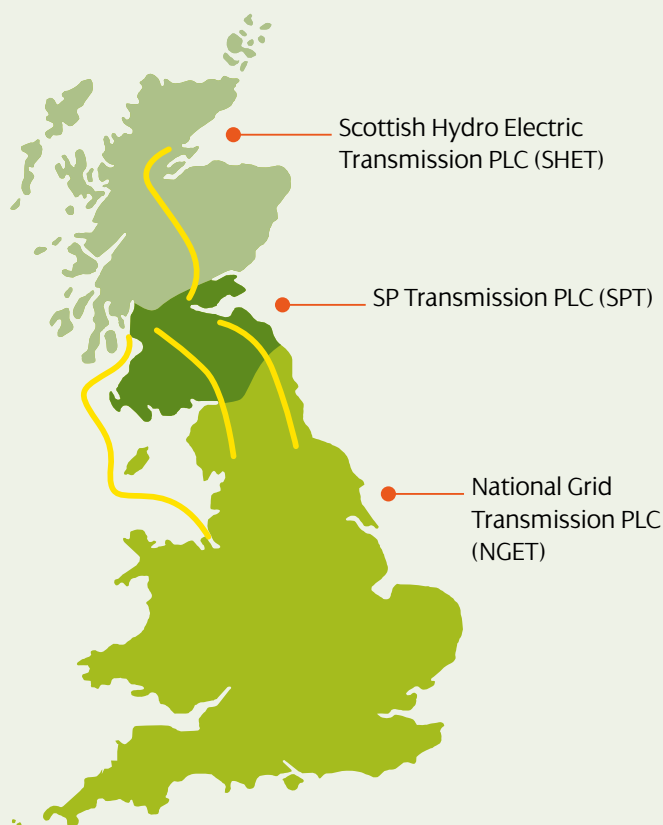 Scottish Hydro Electric
Transmission PLC (SHET)
SP Transmission PLC (SPT)
National Grid
Transmission PLC
(NGET)